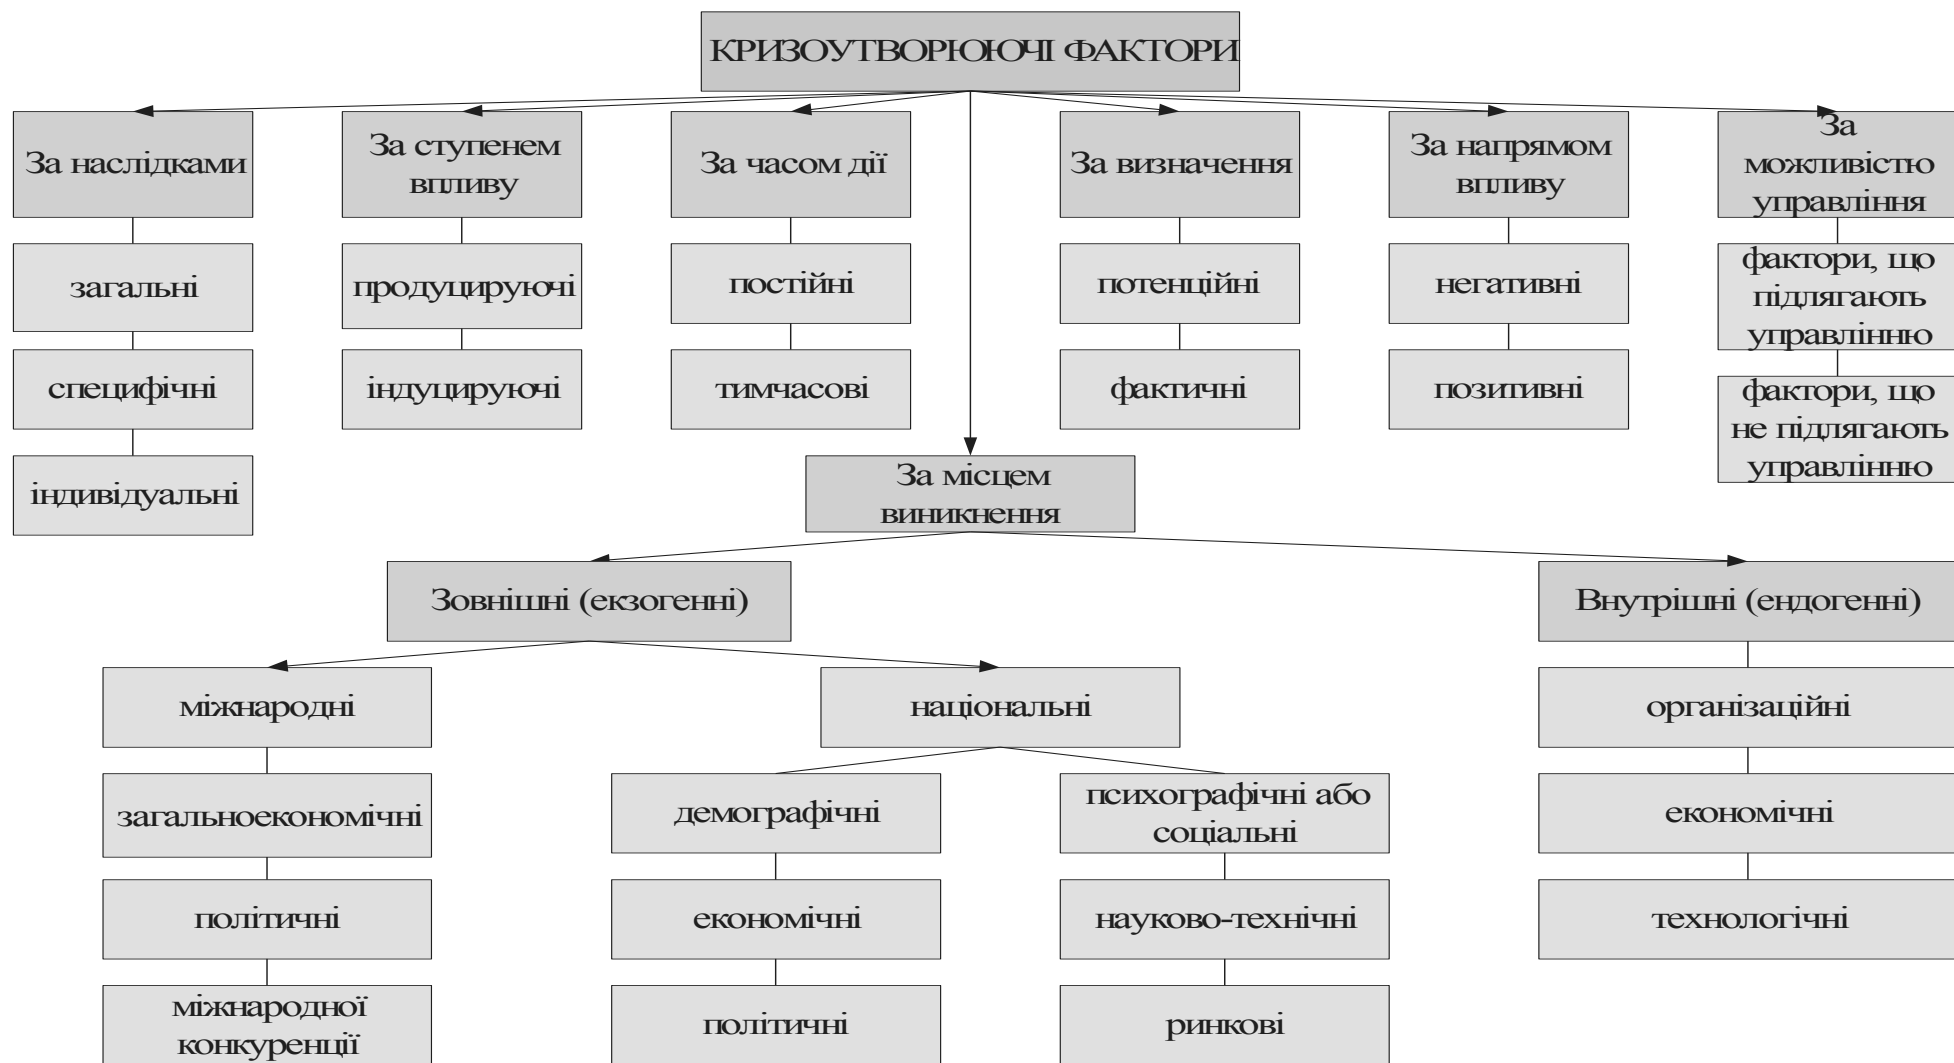 КРИЗОУТВОРЮЮЧІ ФАКТОРИ
За наслідками
загальні
специфічні
індивідуальні
За ступенем
впливу
продуцируючі
індуцируючі
За часом дії
постійні
тимчасові
За визначення
потенційні
фактичні
За напрямом
впливу
негативні
позитивні
За
можливістю
управління
фактори, що
підлягають
управлінню
фактори, що
не підлягають
управлінню
За місцем
виникнення
Зовнішні (екзогенні)
міжнародні
загальноекономічні
політичні
міжнародної
конкуренції
національні
демографічні
економічні
політичні
психографічні або
соціальні
науково-технічні
ринкові
Внутрішні (ендогенні)
організаційні
економічні
технологічні